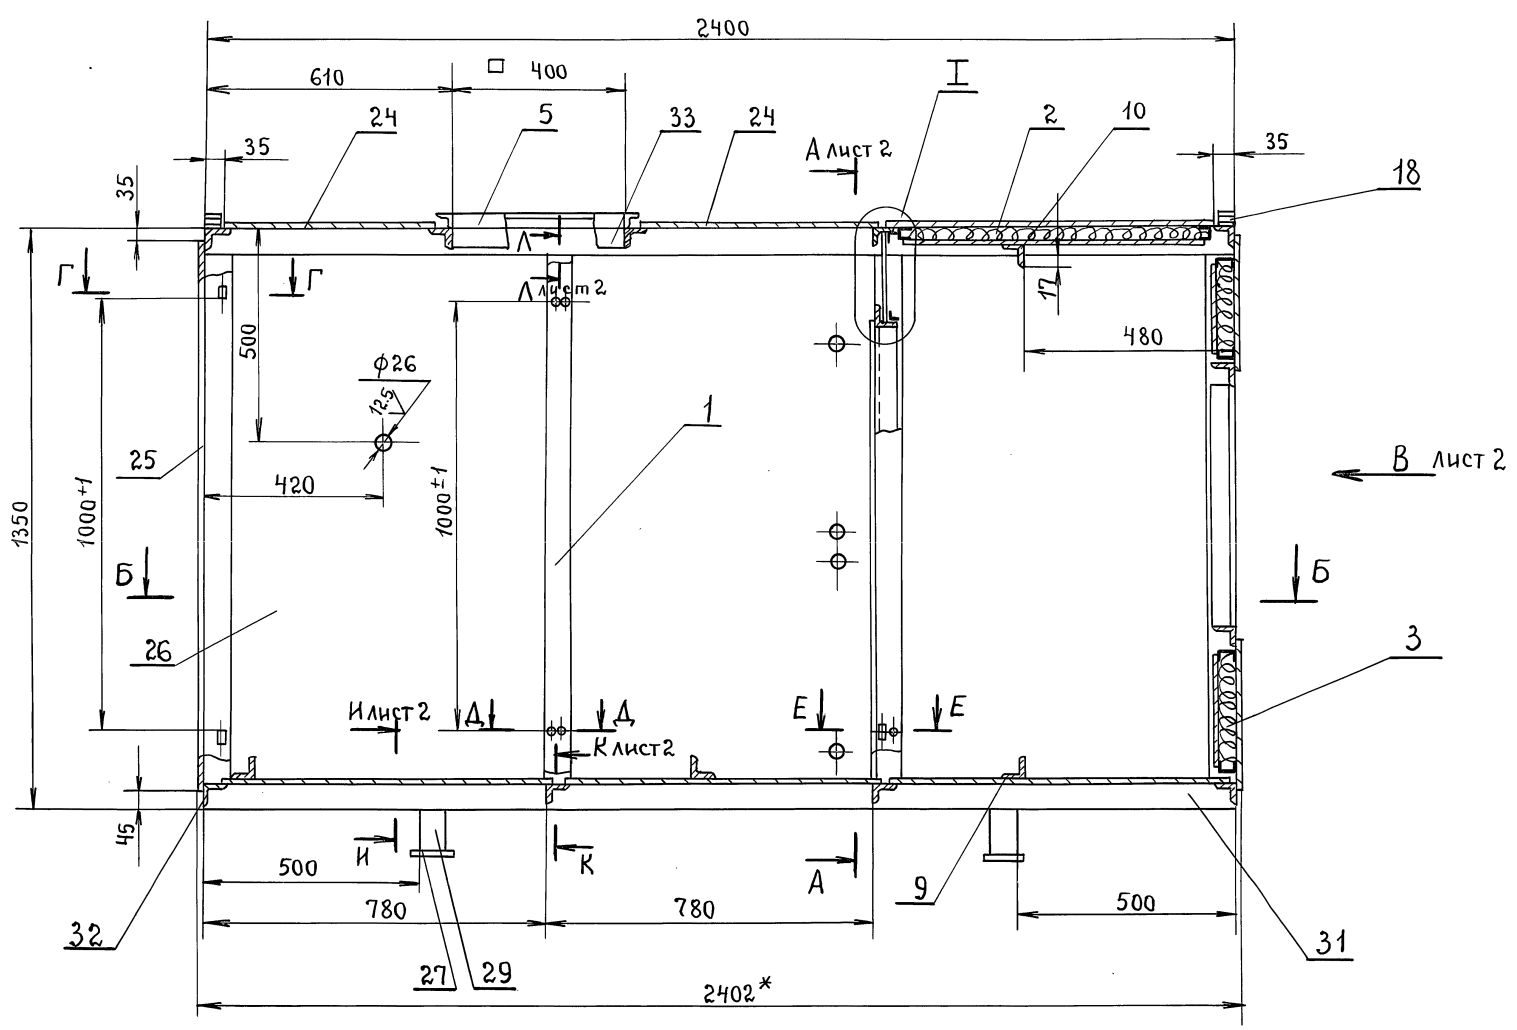 2400
610
□ 400
I
24
5
33
24
2
10
35
35
А лист 2
18
35
Л
Г
Г
Л лист 2
17
500
480
φ26
12.5
1
25
В лист 2
420
1000±1
1000±1
1350
Б
Б
26
3
И лист 2
Д
Д
Е
Е
К лист 2
45
И
К
А
9
500
780
780
500
32
27
29
31
2402*